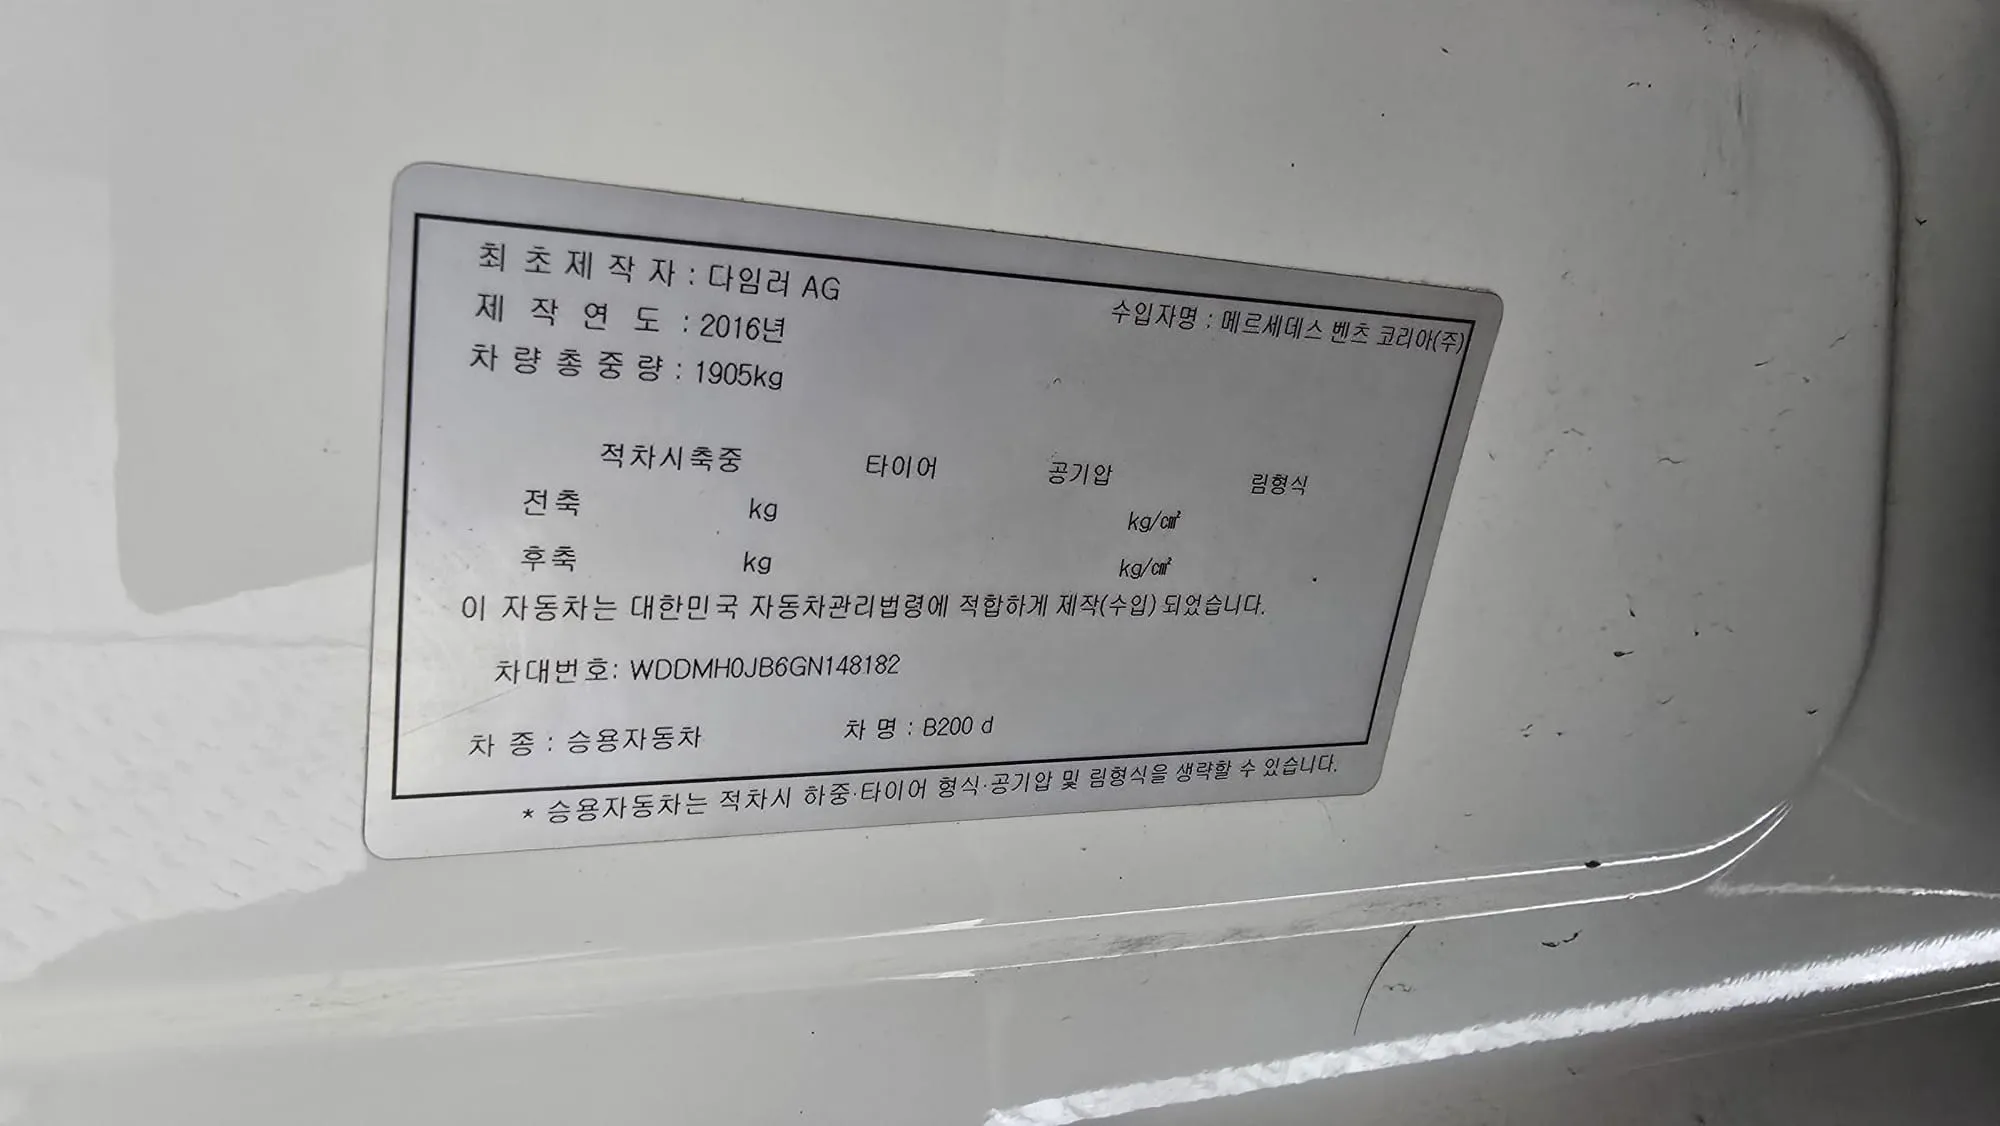 최초제작자 : 다임러 AG
수입자명 : 메르세데스 벤츠 코리아(주)
제작연도 : 2016년
차량총중량 : 1905kg
적차시축중 타이어 공기압 림형식
전축 kg kg/㎠
후축 kg kg/㎠
이 자동차는 대한민국 자동차관리법령에 적합하게 제작(수입) 되었습니다.
차대번호: WDDMH0JB6GN148182
차종 : 승용자동차 차명 : B200 d
* 승용자동차는 적차시 하중·타이어 형식·공기압 및 림형식을 생략할 수 있습니다.